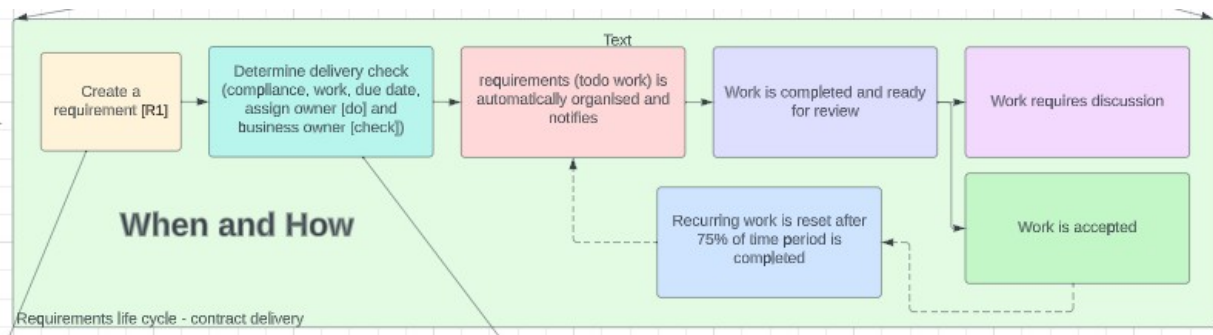 Text
Create a
requirement [R1]
Determine delivery check
(compliance, work, due date,
assign owner [do] and
business owner [check])
requirements (todo work) is
automatically organised and
notifies
Work is completed and ready
for review
Work requires discussion
Work is accepted
Recurring work is reset after
75% of time period is
completed
When and How
Requirements life cycle - contract delivery